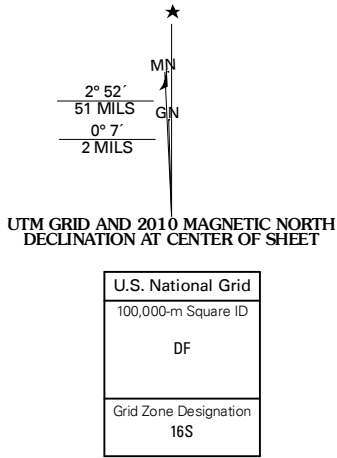 MN
2° 52´
51 MILS
GN
0° 7´
2 MILS
UTM GRID AND 2010 MAGNETIC NORTH
DECLINATION AT CENTER OF SHEET
U.S. National Grid
100,000-m Square ID
DF
Grid Zone Designation
16S